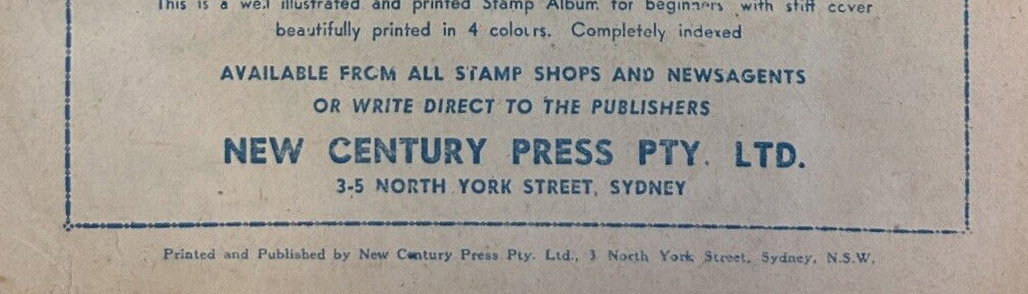 This is a well illustrated and printed Stamp Album for beginners with stiff cover
beautifully printed in 4 colours. Completely indexed
AVAILABLE FROM ALL STAMP SHOPS AND NEWSAGENTS
OR WRITE DIRECT TO THE PUBLISHERS
NEW CENTURY PRESS PTY. LTD.
3-5 NORTH YORK STREET, SYDNEY
Printed and Published by New Century Press Pty. Ltd., 3 North York Street, Sydney, N.S.W.